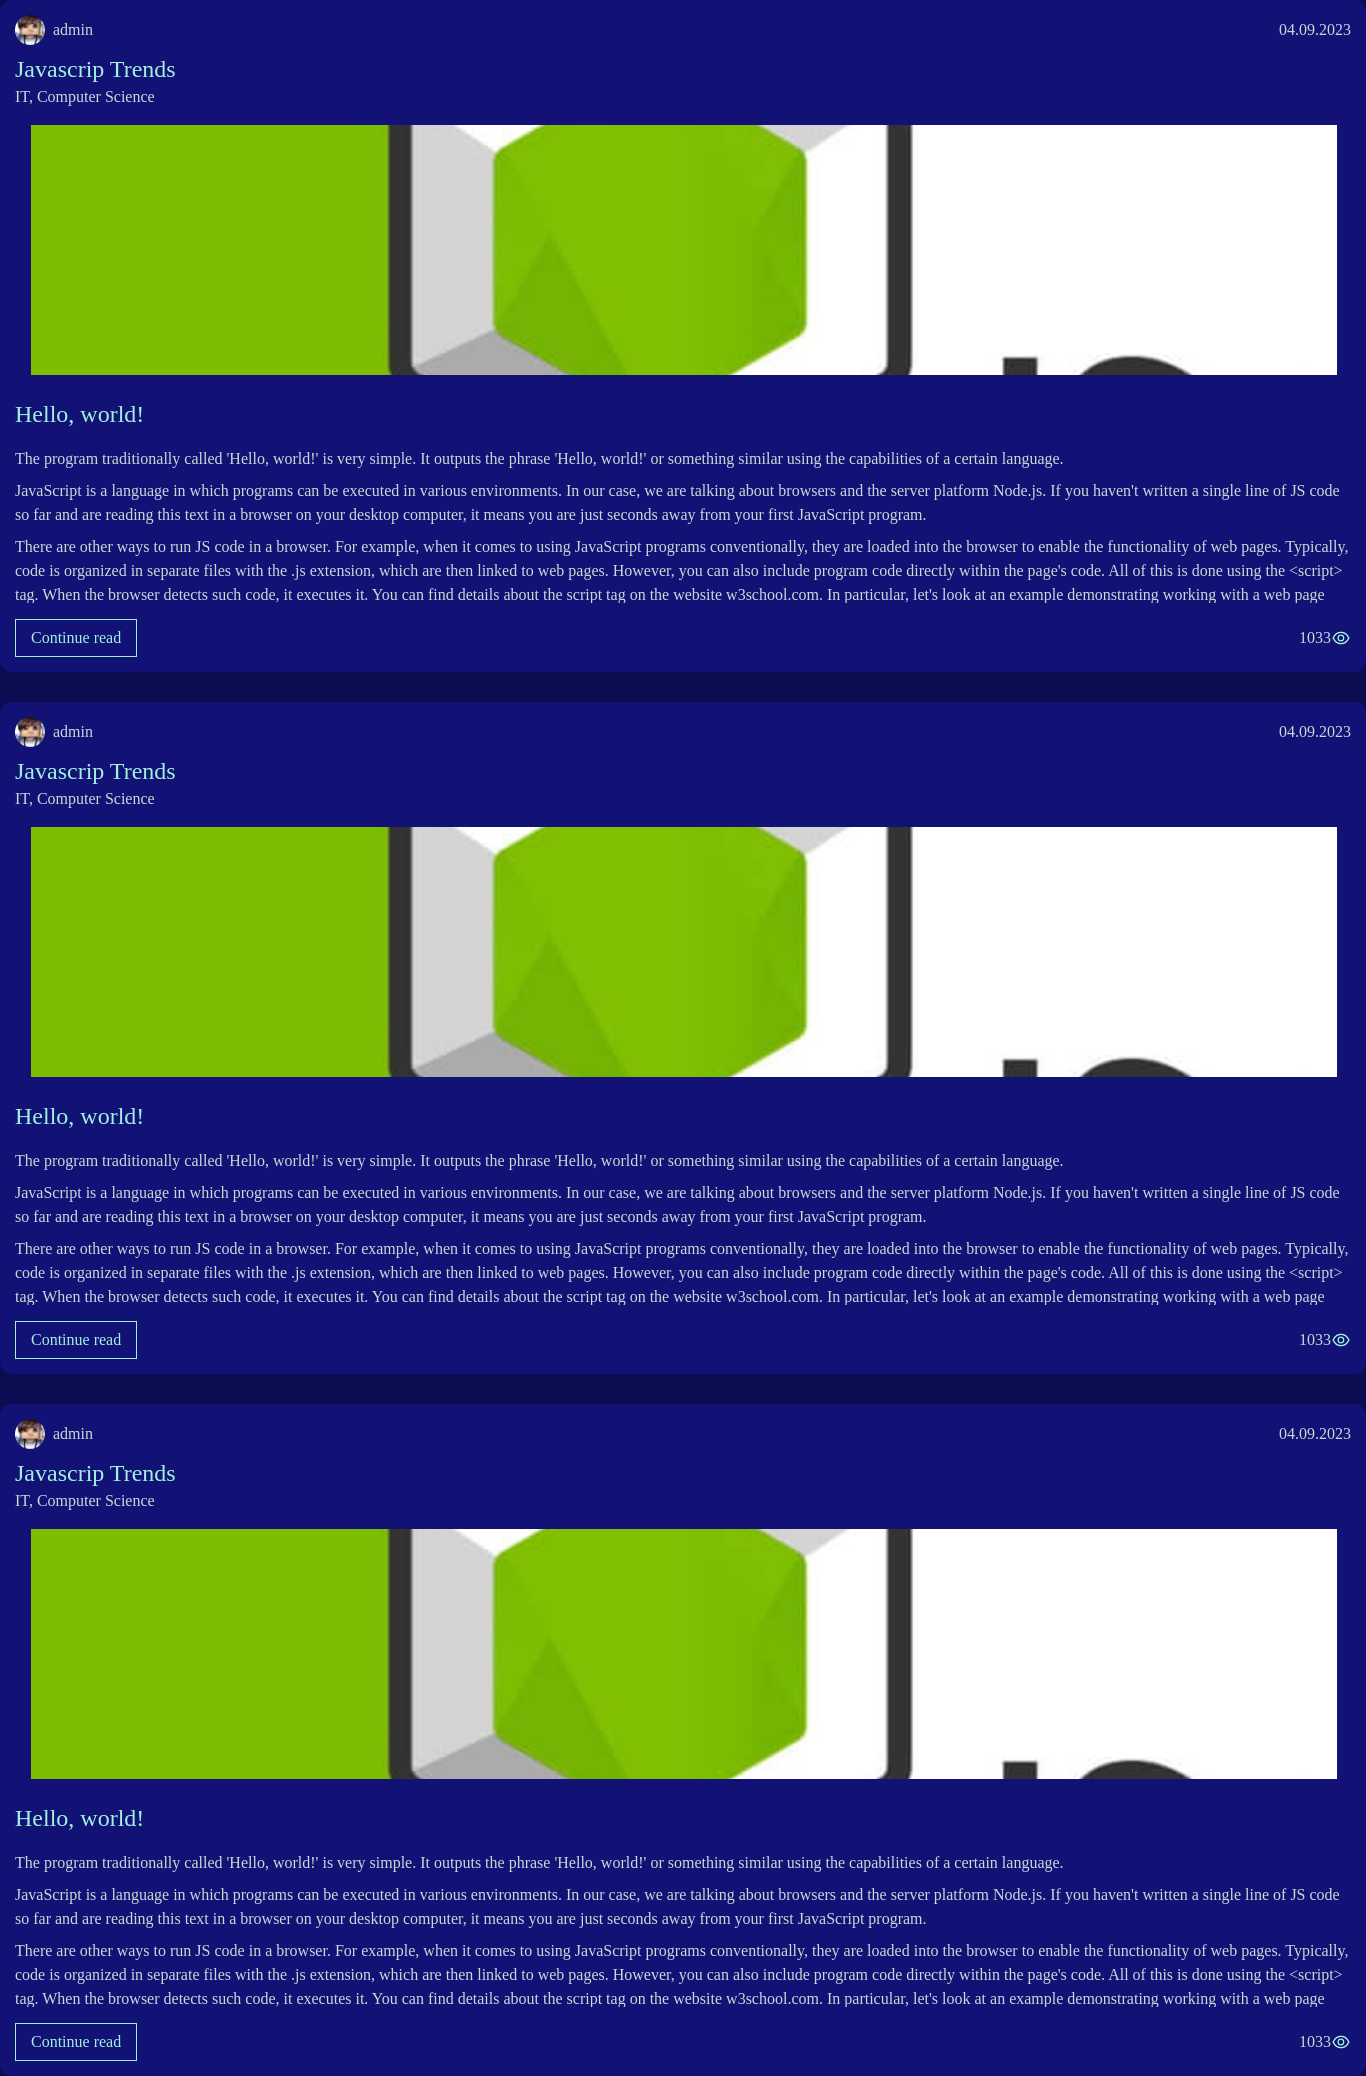 admin
04.09.2023
Javascrip Trends
IT, Computer Science
Hello, world!
The program traditionally called 'Hello, world!' is very simple. It outputs the phrase 'Hello, world!' or something similar using the capabilities of a certain language.
JavaScript is a language in which programs can be executed in various environments. In our case, we are talking about browsers and the server platform Node.js. If you haven't written a single line of JS code
so far and are reading this text in a browser on your desktop computer, it means you are just seconds away from your first JavaScript program.
There are other ways to run JS code in a browser. For example, when it comes to using JavaScript programs conventionally, they are loaded into the browser to enable the functionality of web pages. Typically,
code is organized in separate files with the .js extension, which are then linked to web pages. However, you can also include program code directly within the page's code. All of this is done using the <script>
tag. When the browser detects such code, it executes it. You can find details about the script tag on the website w3school.com. In particular, let's look at an example demonstrating working with a web page
Continue read
1033
admin
04.09.2023
Javascrip Trends
IT, Computer Science
Hello, world!
The program traditionally called 'Hello, world!' is very simple. It outputs the phrase 'Hello, world!' or something similar using the capabilities of a certain language.
JavaScript is a language in which programs can be executed in various environments. In our case, we are talking about browsers and the server platform Node.js. If you haven't written a single line of JS code
so far and are reading this text in a browser on your desktop computer, it means you are just seconds away from your first JavaScript program.
There are other ways to run JS code in a browser. For example, when it comes to using JavaScript programs conventionally, they are loaded into the browser to enable the functionality of web pages. Typically,
code is organized in separate files with the .js extension, which are then linked to web pages. However, you can also include program code directly within the page's code. All of this is done using the <script>
tag. When the browser detects such code, it executes it. You can find details about the script tag on the website w3school.com. In particular, let's look at an example demonstrating working with a web page
Continue read
1033
admin
04.09.2023
Javascrip Trends
IT, Computer Science
Hello, world!
The program traditionally called 'Hello, world!' is very simple. It outputs the phrase 'Hello, world!' or something similar using the capabilities of a certain language.
JavaScript is a language in which programs can be executed in various environments. In our case, we are talking about browsers and the server platform Node.js. If you haven't written a single line of JS code
so far and are reading this text in a browser on your desktop computer, it means you are just seconds away from your first JavaScript program.
There are other ways to run JS code in a browser. For example, when it comes to using JavaScript programs conventionally, they are loaded into the browser to enable the functionality of web pages. Typically,
code is organized in separate files with the .js extension, which are then linked to web pages. However, you can also include program code directly within the page's code. All of this is done using the <script>
tag. When the browser detects such code, it executes it. You can find details about the script tag on the website w3school.com. In particular, let's look at an example demonstrating working with a web page
Continue read
1033